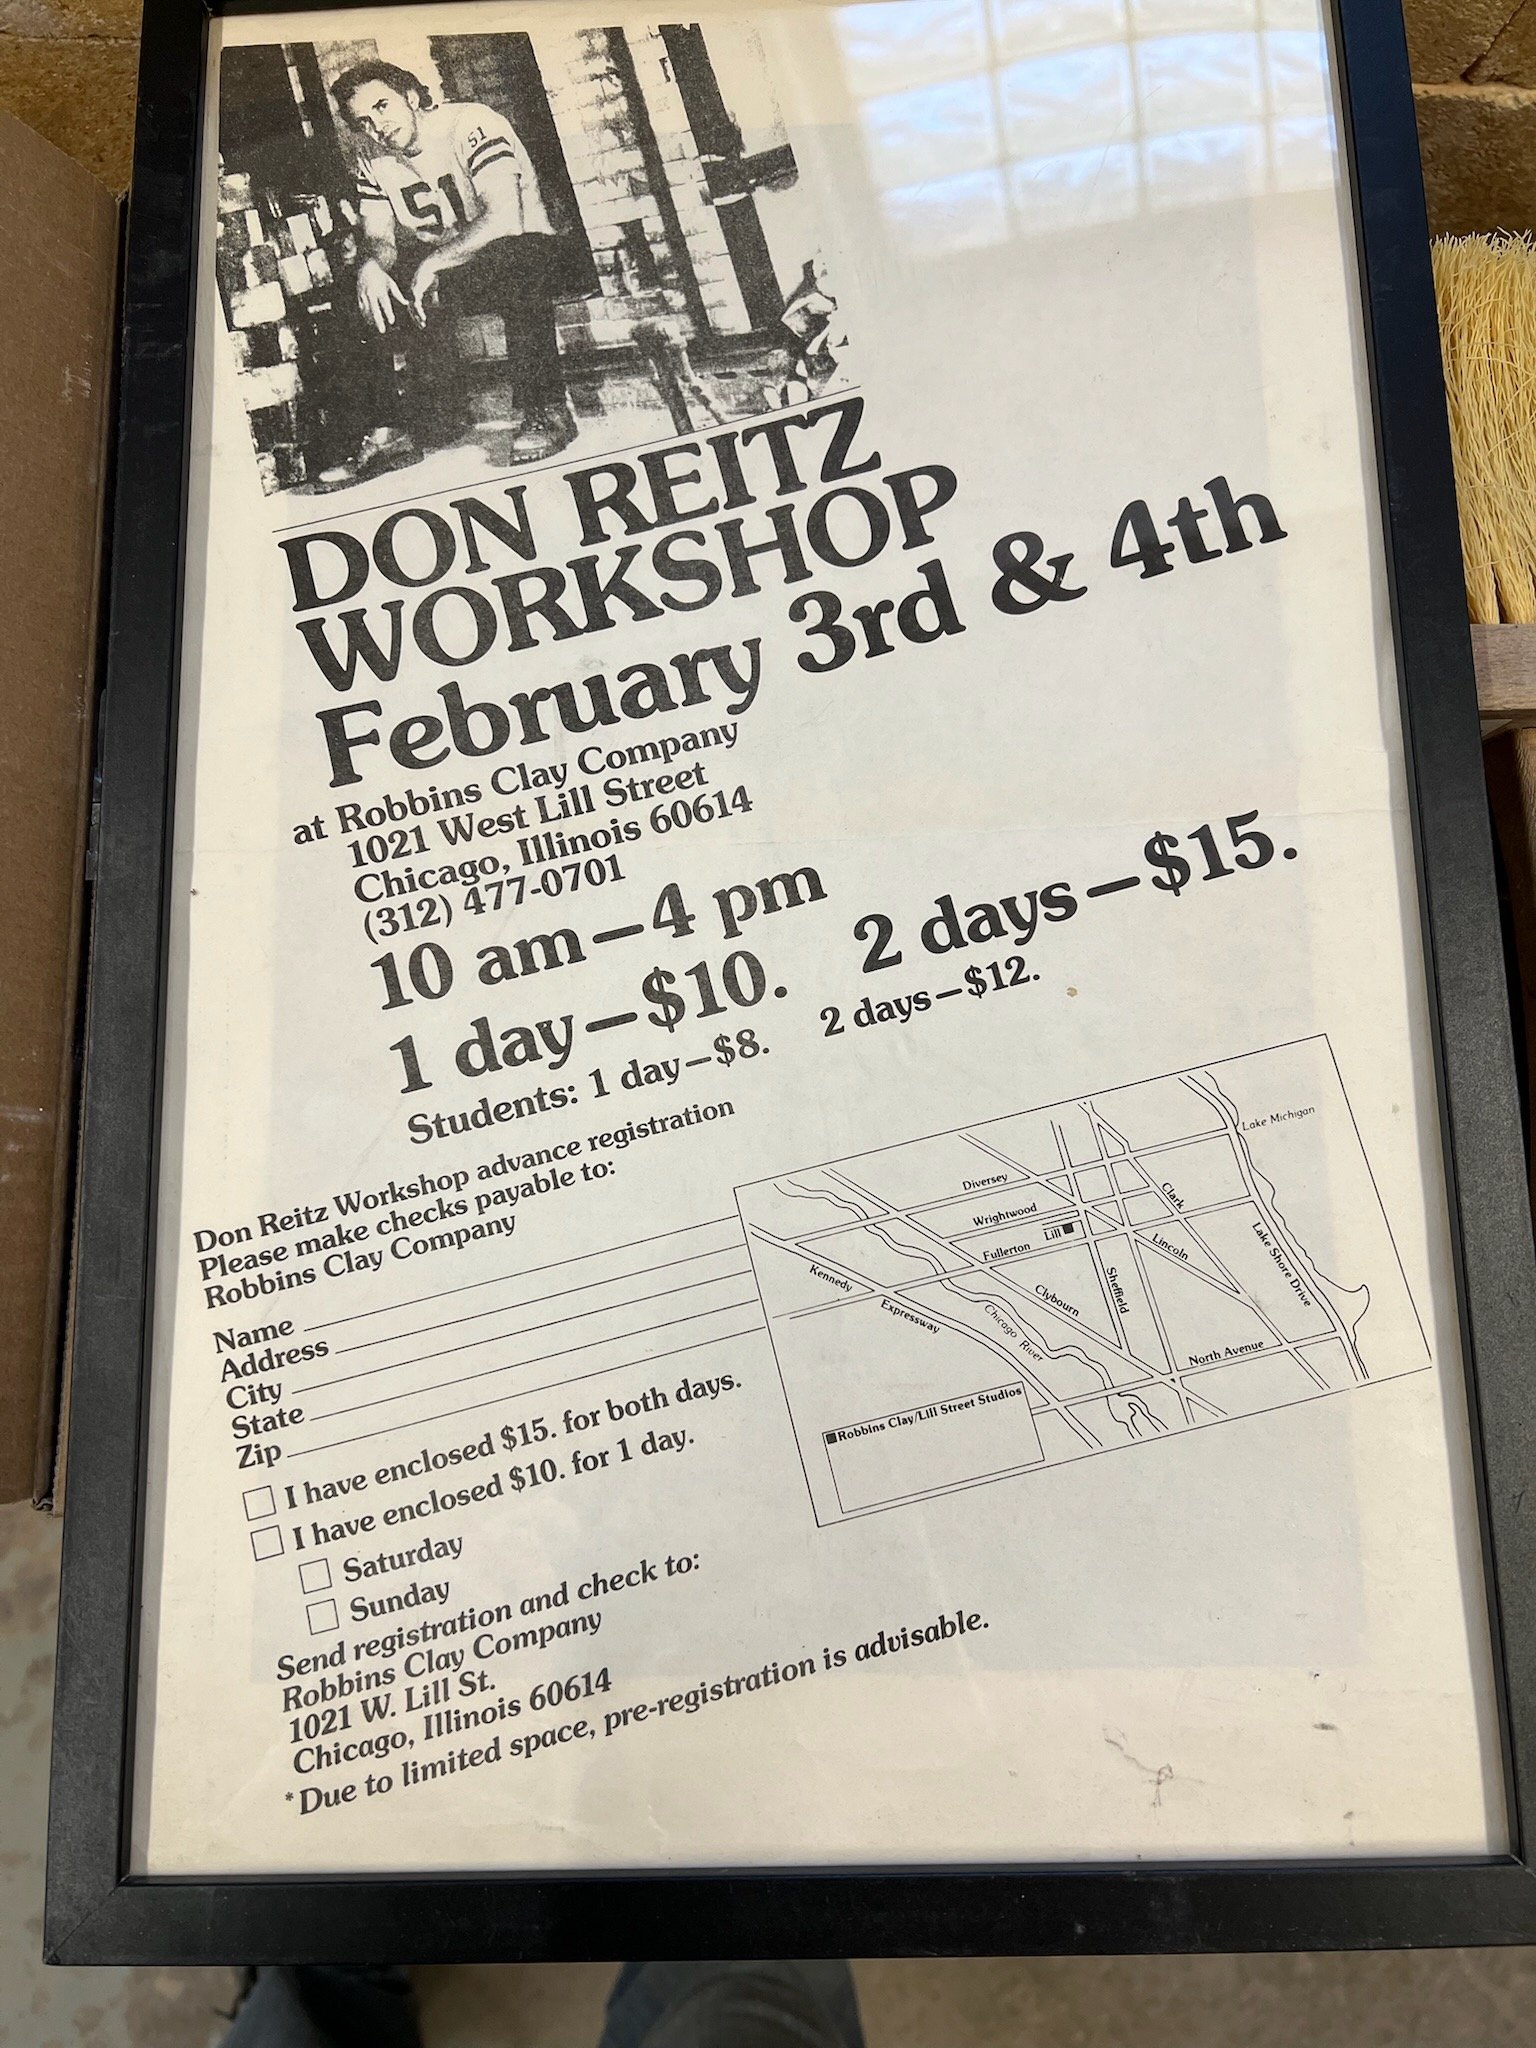 51
51
DON REITZ
WORKSHOP
February 3rd & 4th
at Robbins Clay Company
1021 West Lill Street
Chicago, Illinois 60614
(312) 477-0701
10 am–4 pm
1 day–$10. 2 days–$15.
Students: 1 day–$8. 2 days–$12.
Don Reitz Workshop advance registration
Please make checks payable to:
Robbins Clay Company
Name
Address
City
State
Zip
I have enclosed $15. for both days.
I have enclosed $10. for 1 day.
Saturday
Sunday
Send registration and check to:
Robbins Clay Company
1021 W. Lill St.
Chicago, Illinois 60614
*Due to limited space, pre-registration is advisable.
Lake Michigan
Diversey
Clark
Wrightwood
Lill
Fullerton
Lincoln
Lake Shore Drive
Kennedy
Expressway
Chicago River
Clybourn
Sheffield
North Avenue
Robbins Clay/Lill Street Studios